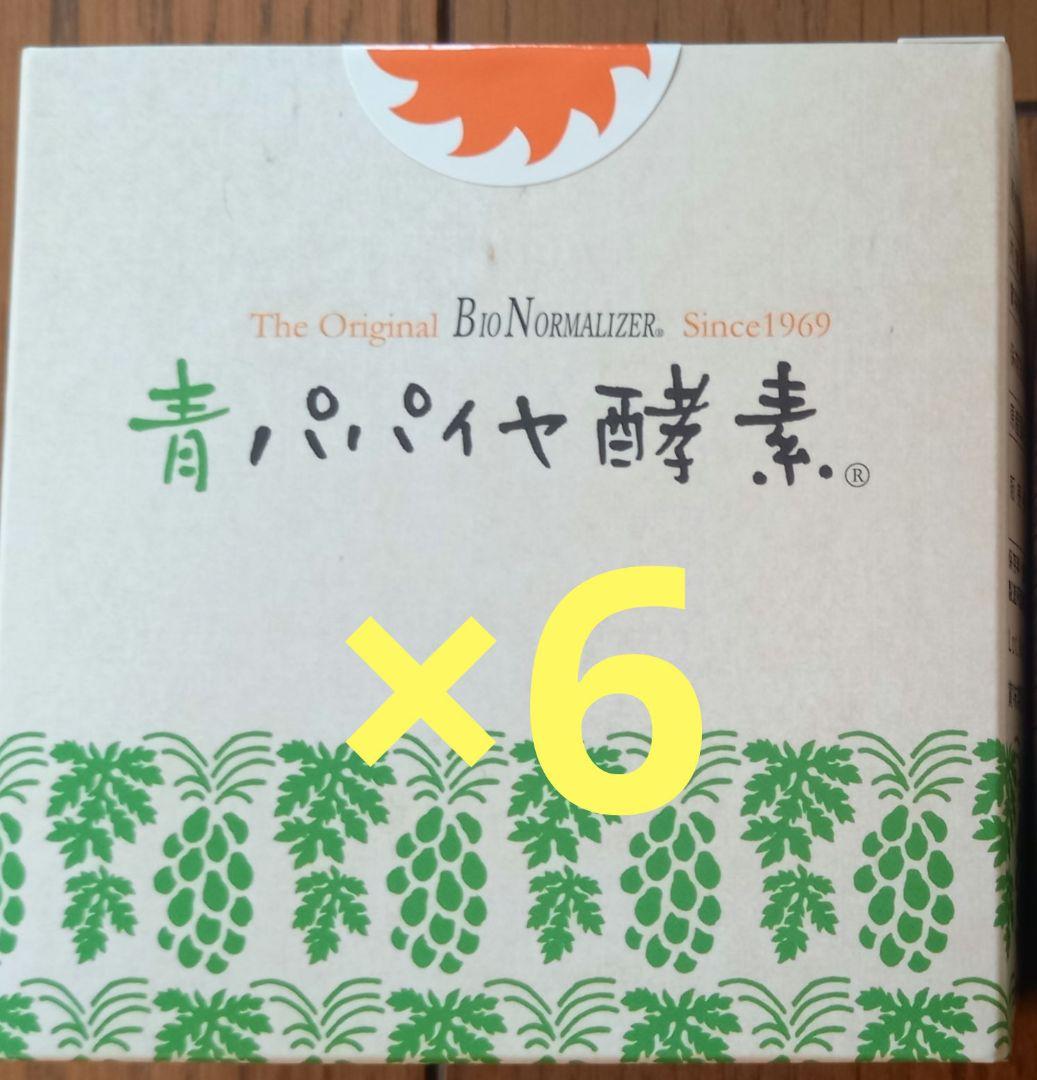 The Original BIO NORMALIZER® Since1969
青パパイヤ酵素®
×6